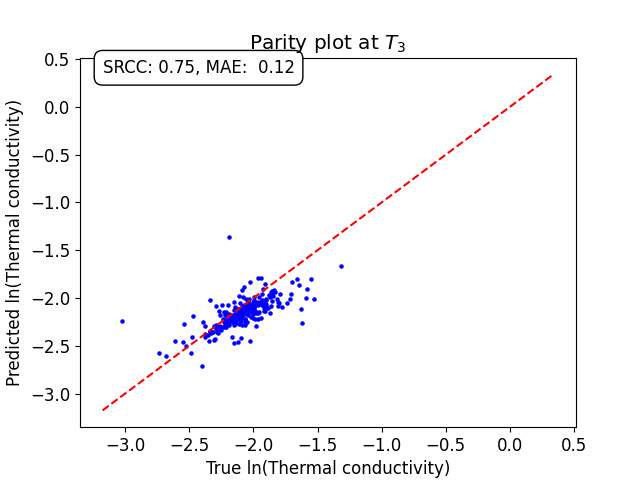 Parity plot at T₃
SRCC: 0.75, MAE:  0.12
Predicted ln(Thermal conductivity)
0.5
0.0
−0.5
−1.0
−1.5
−2.0
−2.5
−3.0
−3.0 −2.5 −2.0 −1.5 −1.0 −0.5 0.0 0.5
True ln(Thermal conductivity)